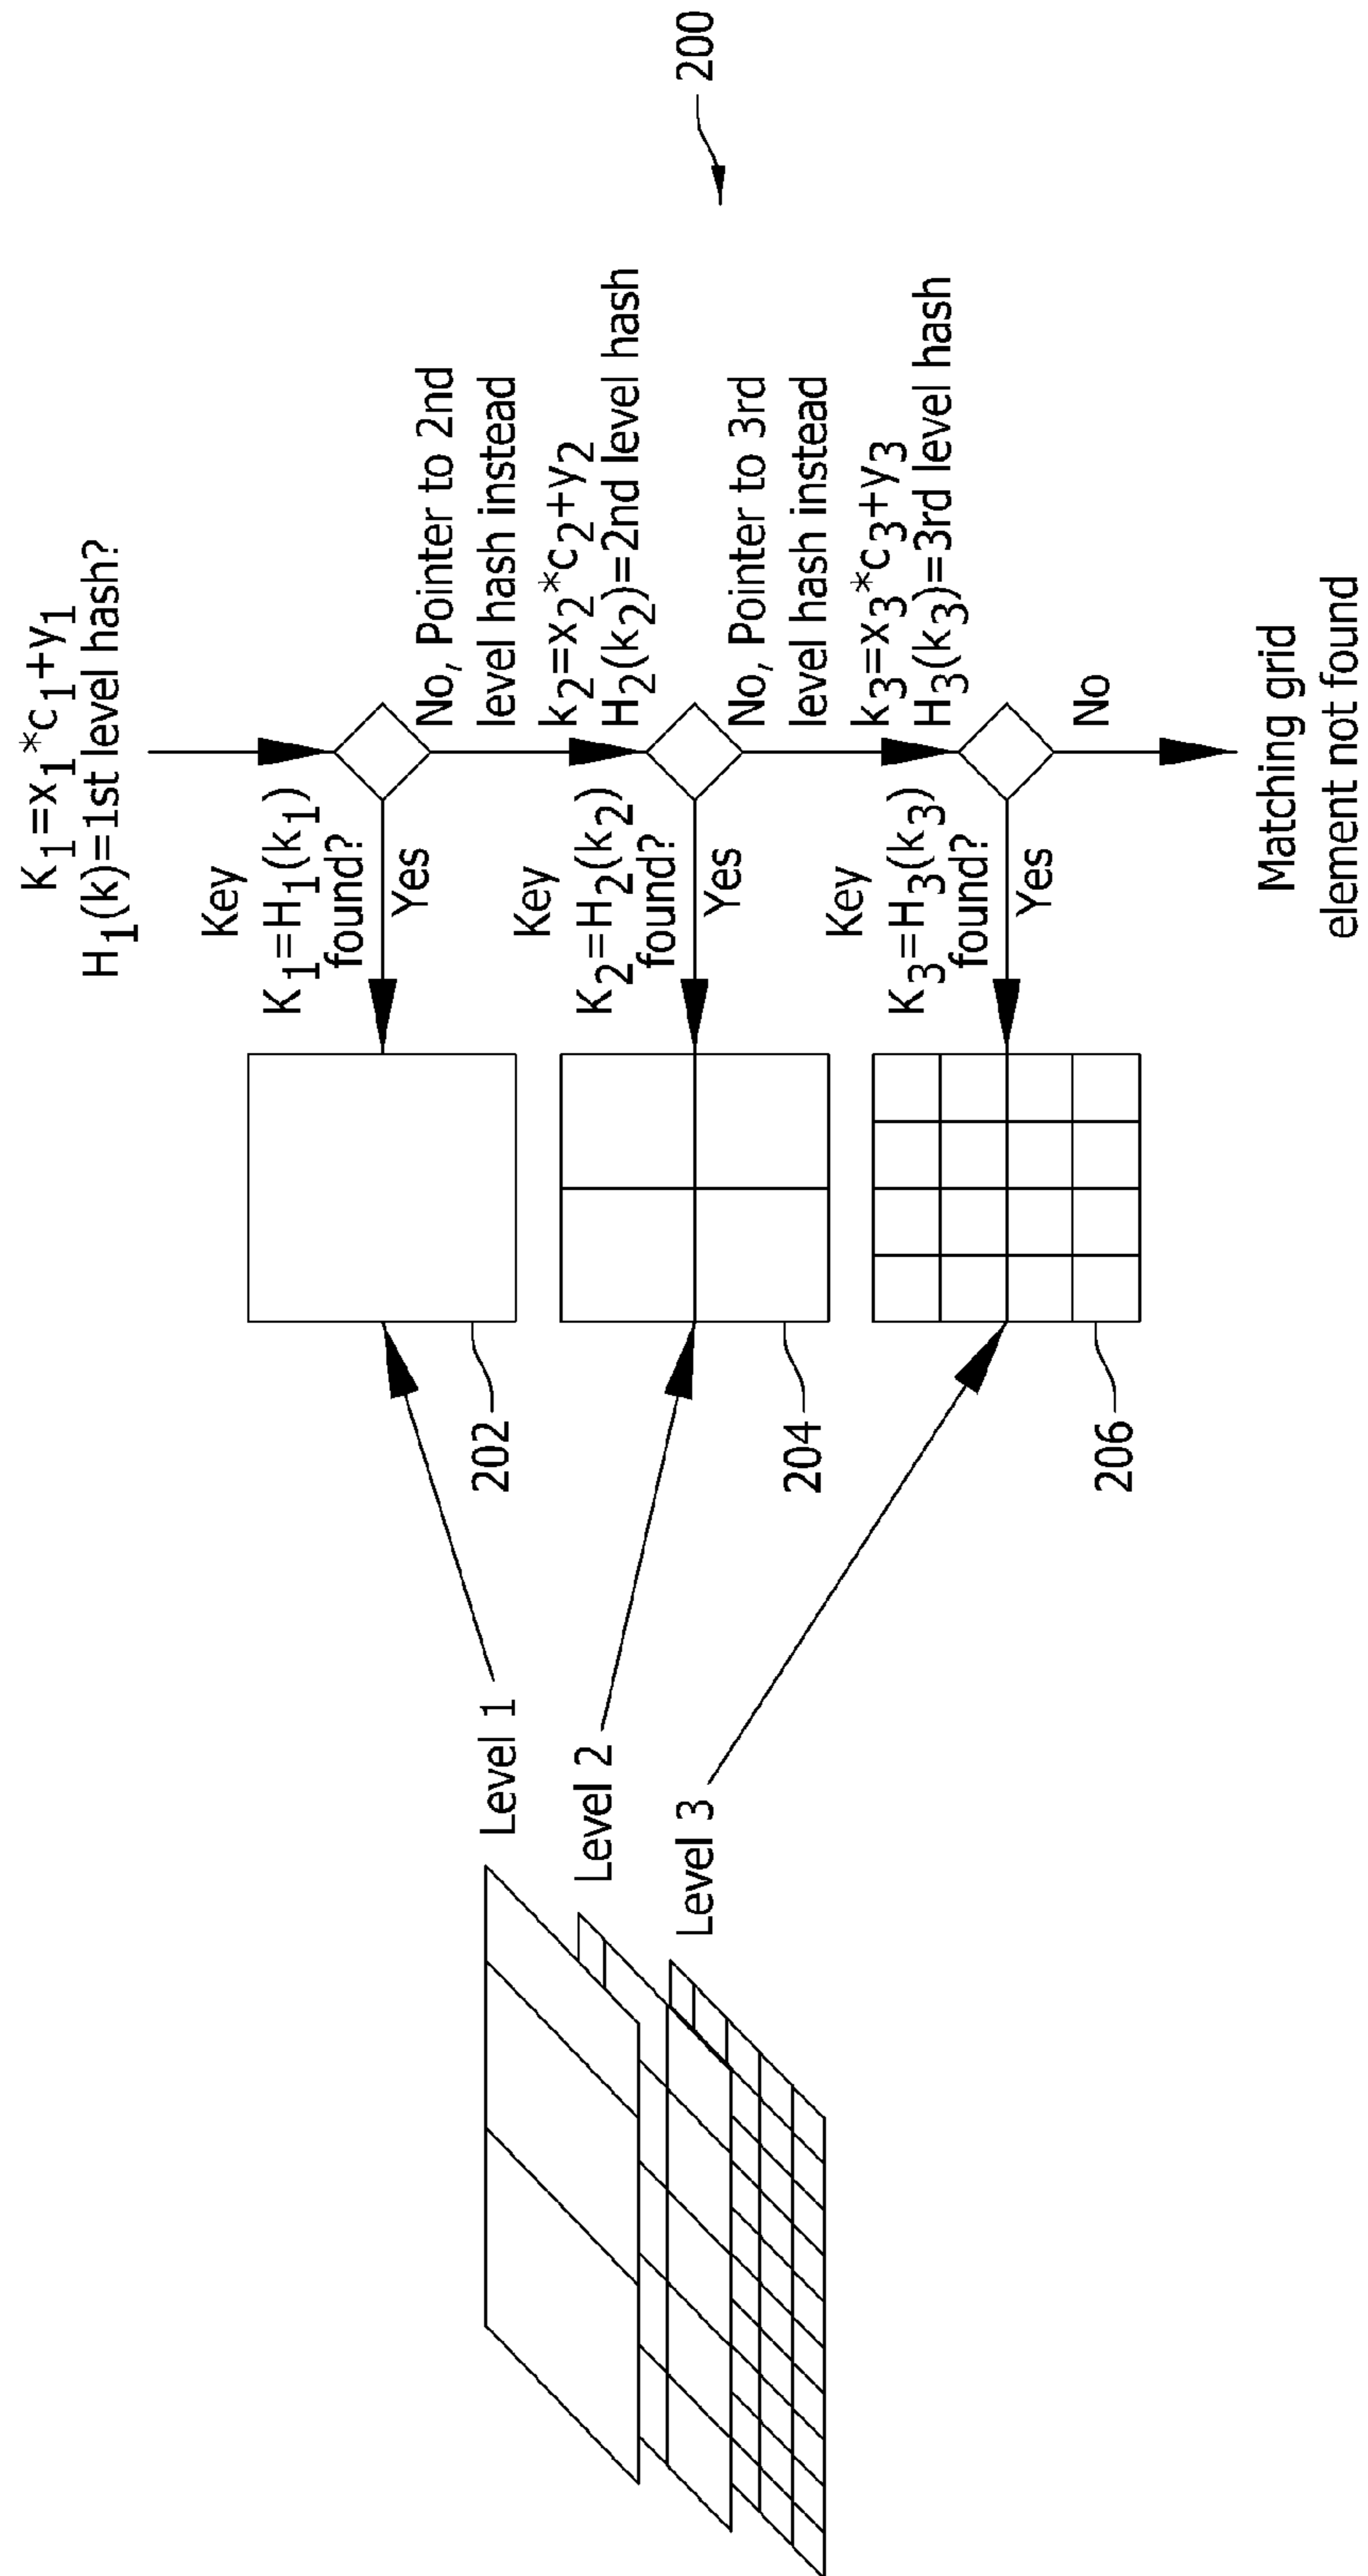 K₁=x₁*c₁+y₁
H₁(k)=1st level hash?
Key
K₁=H₁(k₁)
found?
Yes
No, Pointer to 2nd
level hash instead
k₂=x₂*c₂+y₂
H₂(k₂)=2nd level hash
Key
K₂=H₂(k₂)
found?
Yes
No, Pointer to 3rd
level hash instead
k₃=x₃*c₃+y₃
H₃(k₃)=3rd level hash
Key
K₃=H₃(k₃)
found?
Yes
No
Matching grid
element not found
200
202
204
206
Level 1
Level 2
Level 3